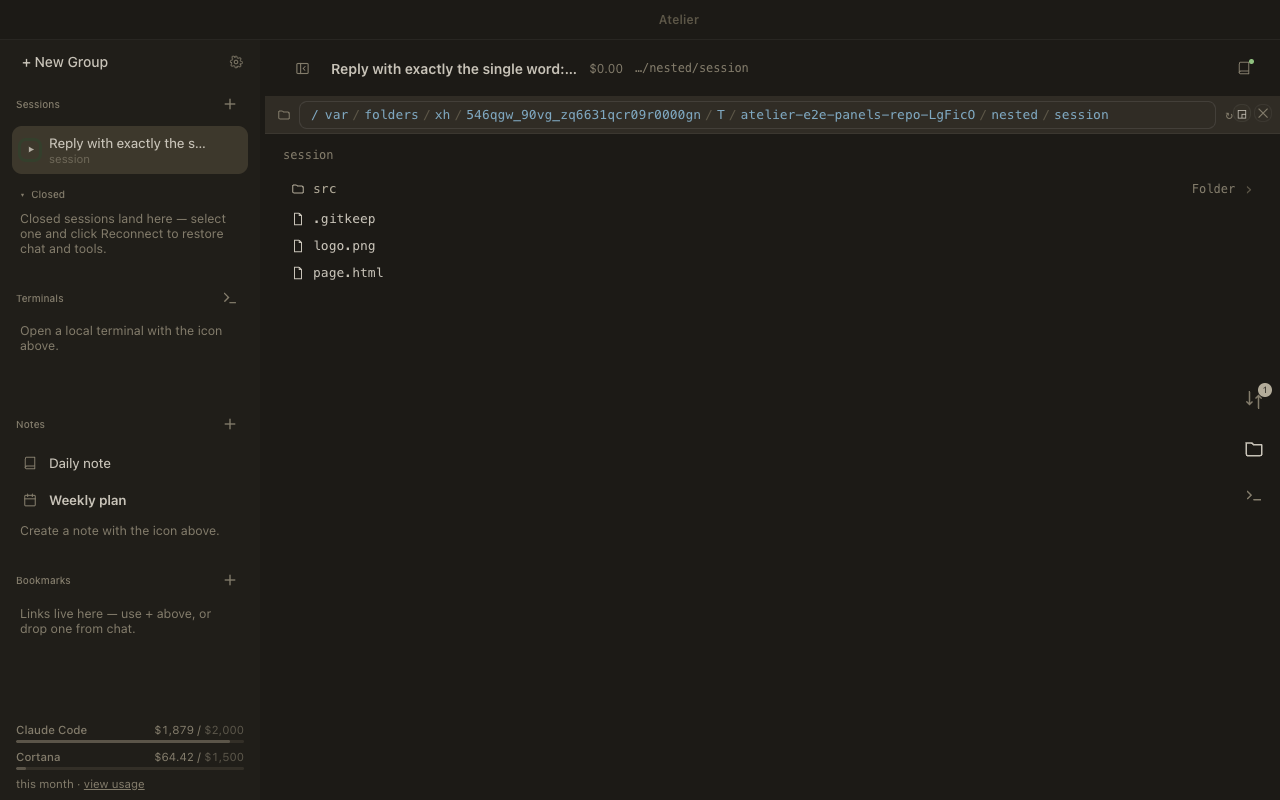 Atelier
+ New Group
Sessions
Reply with exactly the s...
session
Closed
Closed sessions land here — select
one and click Reconnect to restore
chat and tools.
Terminals
Open a local terminal with the icon
above.
Notes
Daily note
Weekly plan
Create a note with the icon above.
Bookmarks
Links live here — use + above, or
drop one from chat.
Claude Code $1,879 / $2,000
Cortana $64.42 / $1,500
this month · view usage
Reply with exactly the single word:... $0.00 …/nested/session
/ var / folders / xh / 546qgw_90vg_zq6631qcr09r0000gn / T / atelier-e2e-panels-repo-LgFicO / nested / session
session
src Folder
.gitkeep
logo.png
page.html
1